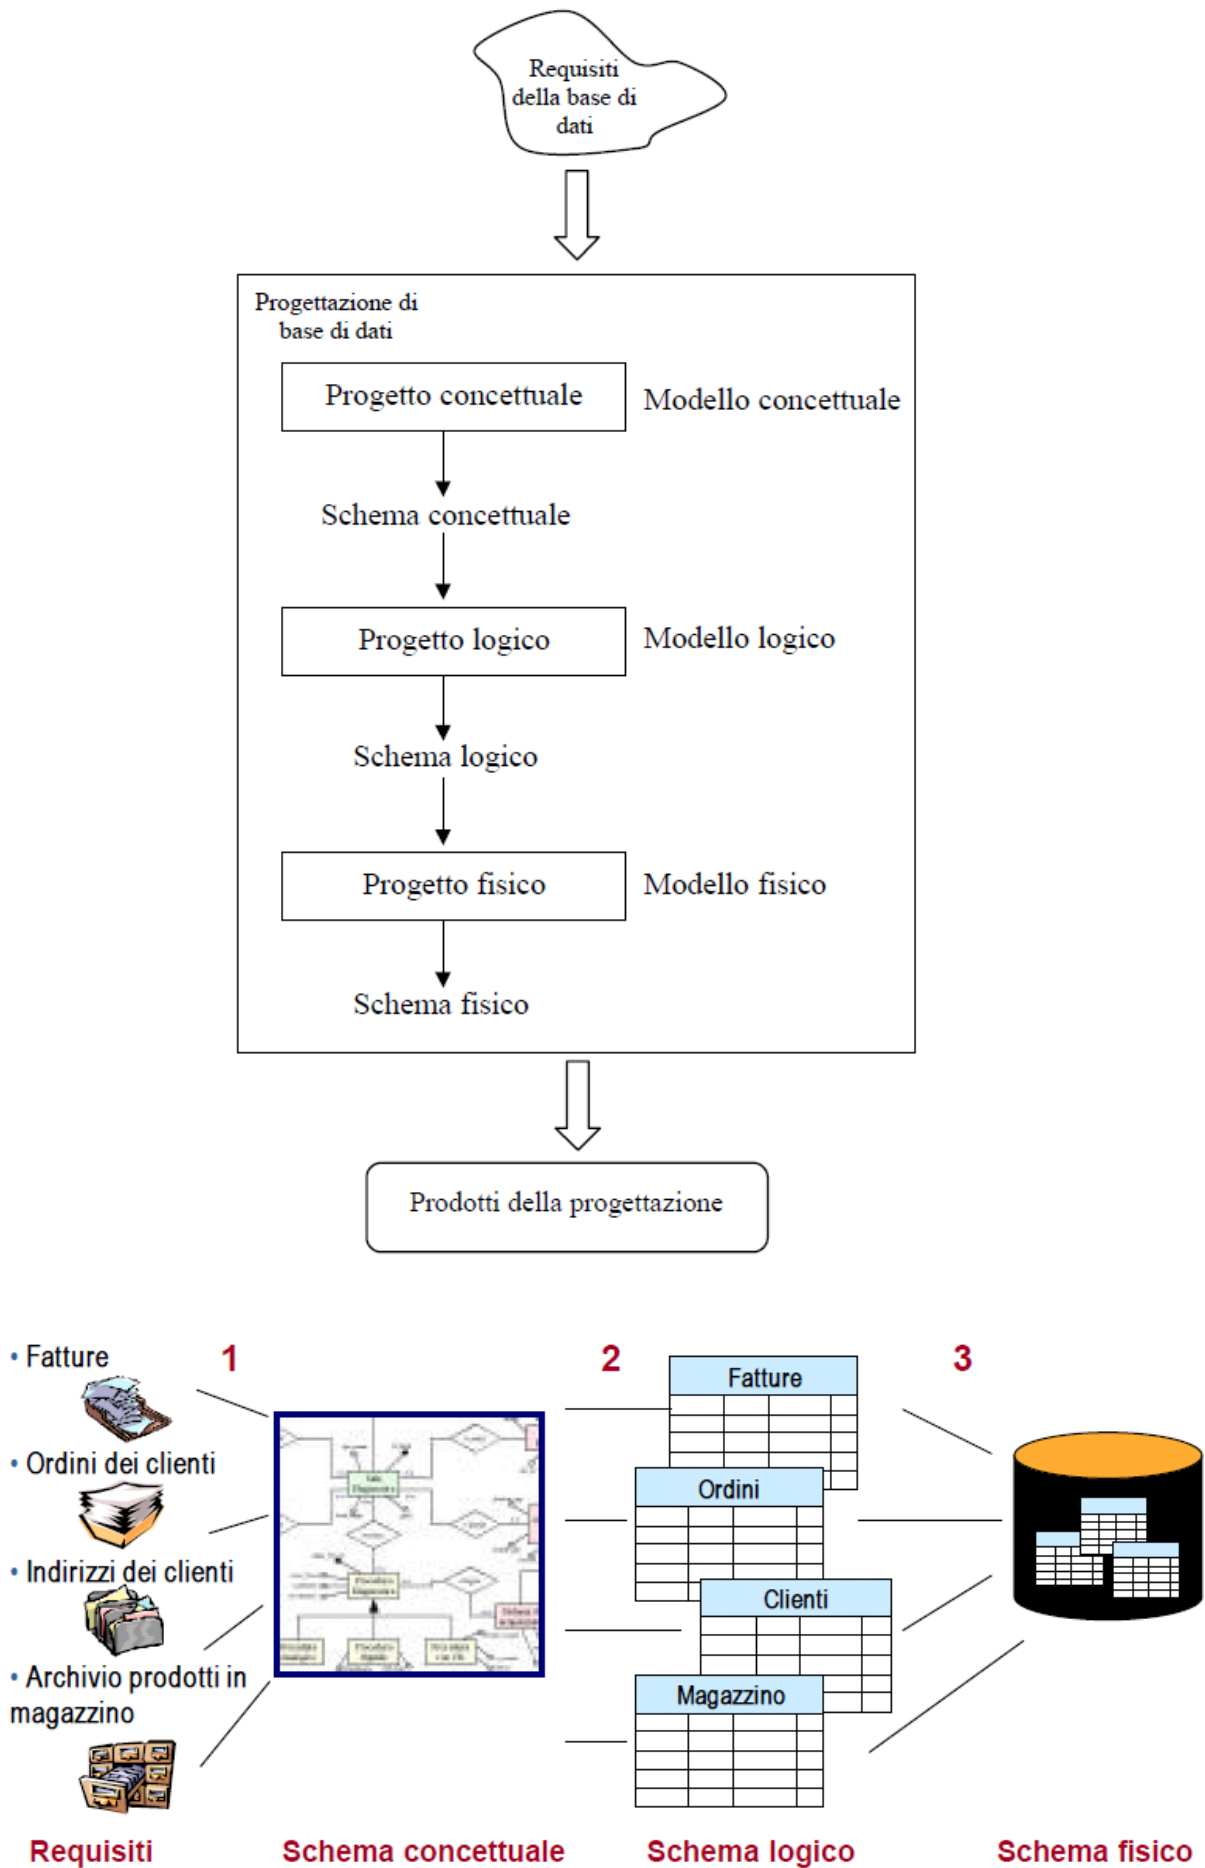 Requisiti
della base di
dati
Progettazione di
base di dati
Progetto concettuale
Modello concettuale
Schema concettuale
Progetto logico
Modello logico
Schema logico
Progetto fisico
Modello fisico
Schema fisico
Prodotti della progettazione
• Fatture
1
2
3
Fatture
• Ordini dei clienti
Ordini
• Indirizzi dei clienti
Clienti
• Archivio prodotti in
magazzino
Magazzino
Requisiti
Schema concettuale
Schema logico
Schema fisico